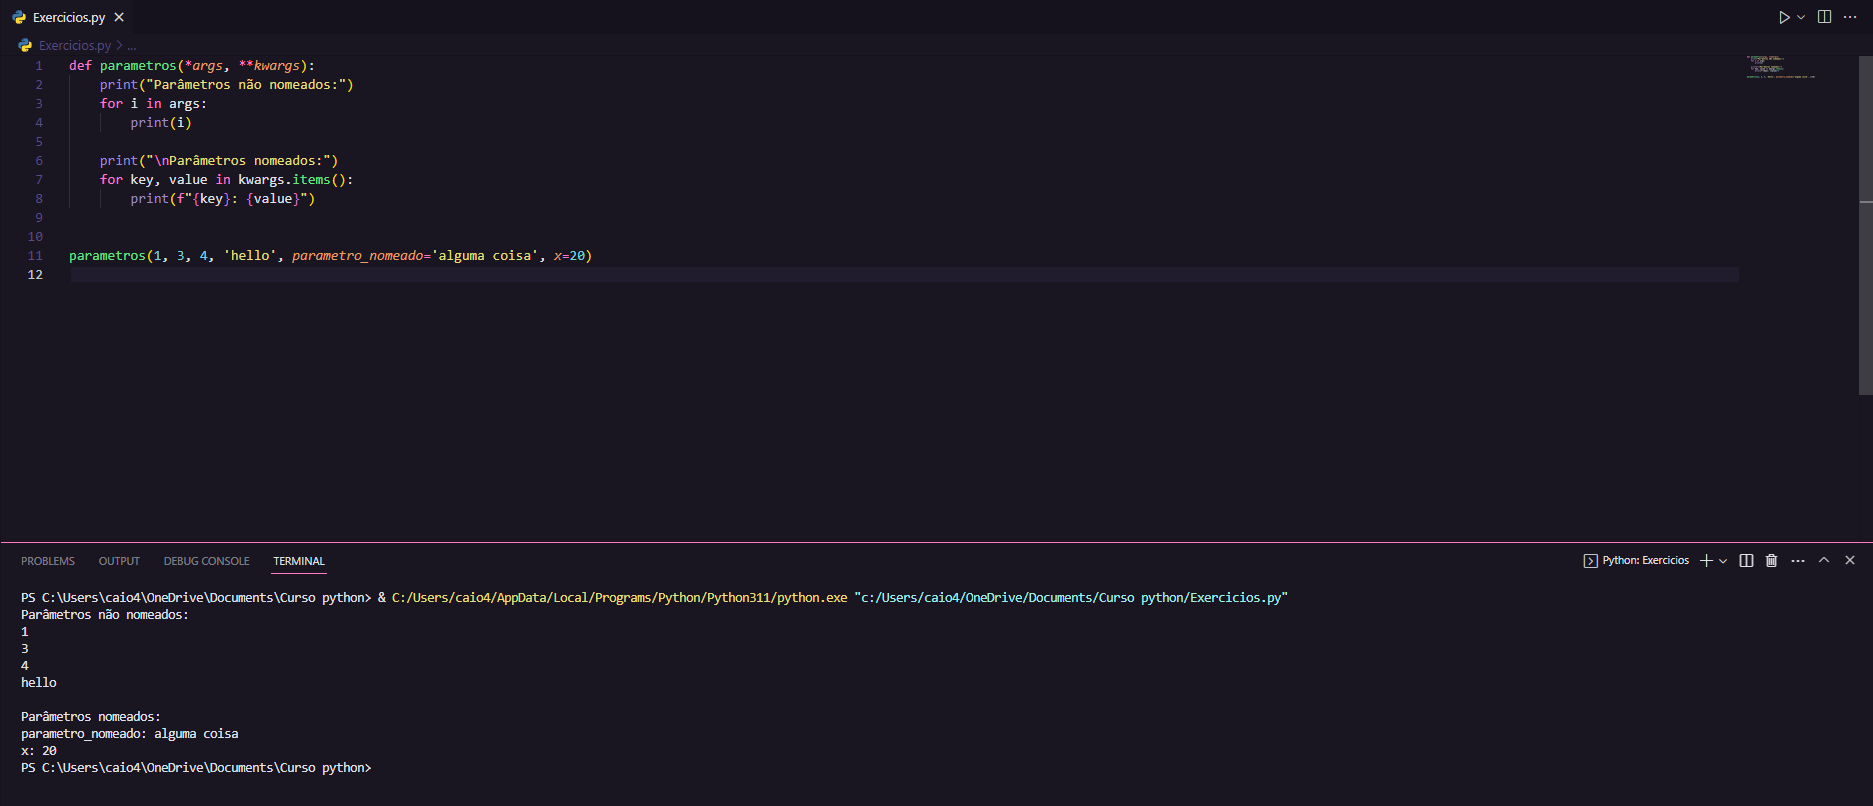 Exercicios.py
Exercicios.py > ...
1 def parametros(*args, **kwargs):
2     print("Parâmetros não nomeados:")
3     for i in args:
4         print(i)
5
6     print("\nParâmetros nomeados:")
7     for key, value in kwargs.items():
8         print(f"{key}: {value}")
9
10
11 parametros(1, 3, 4, 'hello', parametro_nomeado='alguma coisa', x=20)
12
PROBLEMS OUTPUT DEBUG CONSOLE TERMINAL Python: Exercicios
PS C:\Users\caio4\OneDrive\Documents\Curso python> & C:/Users/caio4/AppData/Local/Programs/Python/Python311/python.exe "c:/Users/caio4/OneDrive/Documents/Curso python/Exercicios.py"
Parâmetros não nomeados:
1
3
4
hello

Parâmetros nomeados:
parametro_nomeado: alguma coisa
x: 20
PS C:\Users\caio4\OneDrive\Documents\Curso python>